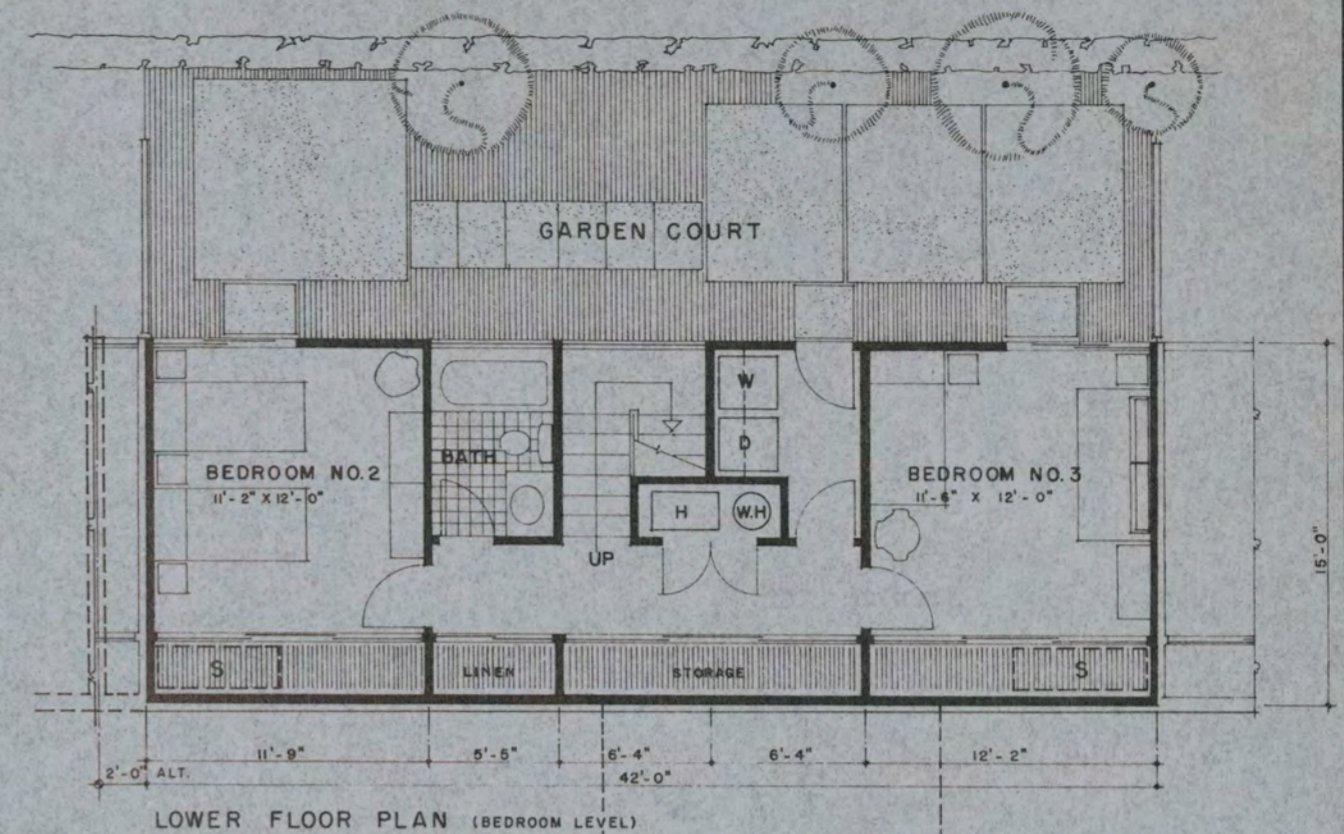 GARDEN COURT
W
D
BATH
BEDROOM NO.2
11'-2" X 12'-0"
BEDROOM NO.3
11'-6" X 12'-0"
H
W.H
UP
15'-0"
S
LINEN
STORAGE
S
11'-9"
5'-5"
6'-4"
6'-4"
12'-2"
2'-0" ALT.
42'-0"
LOWER FLOOR PLAN (BEDROOM LEVEL)